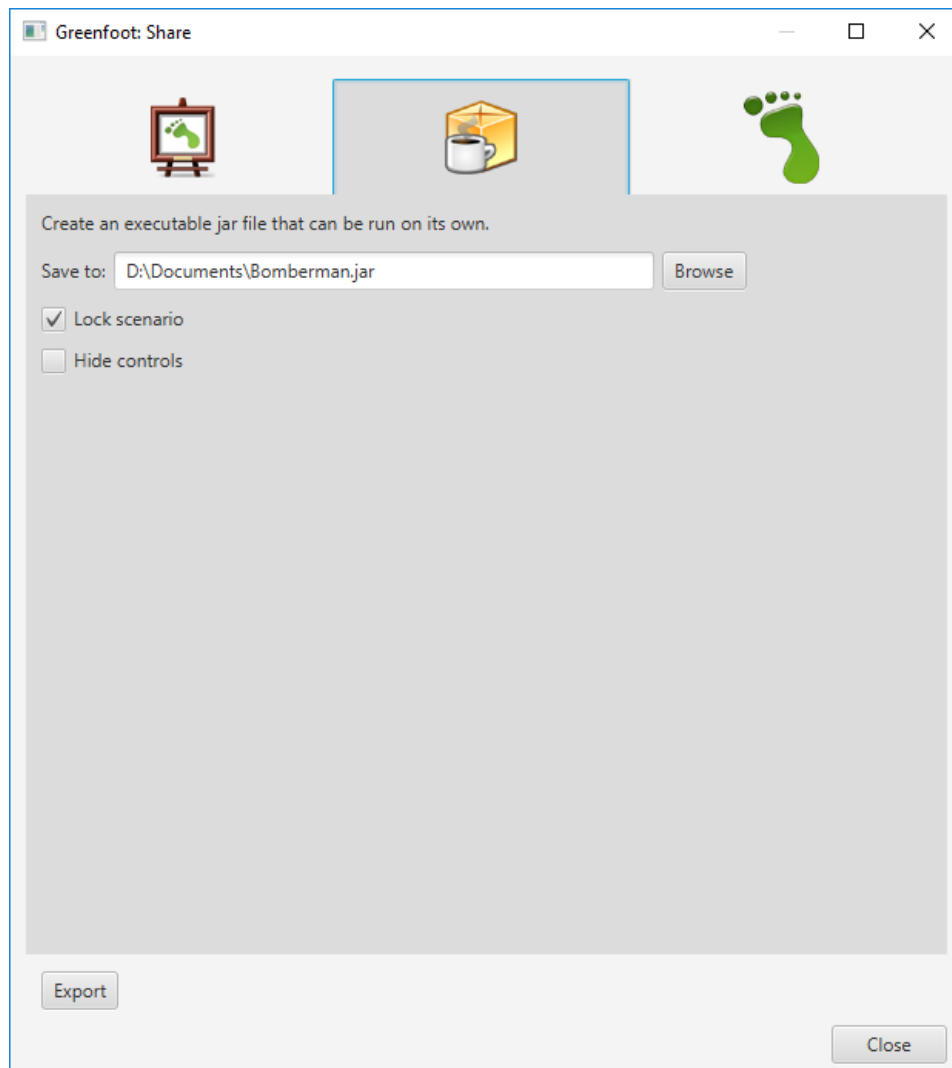 Greenfoot: Share
Create an executable jar file that can be run on its own.
Save to: D:\Documents\Bomberman.jar Browse
Lock scenario
Hide controls
Export
Close